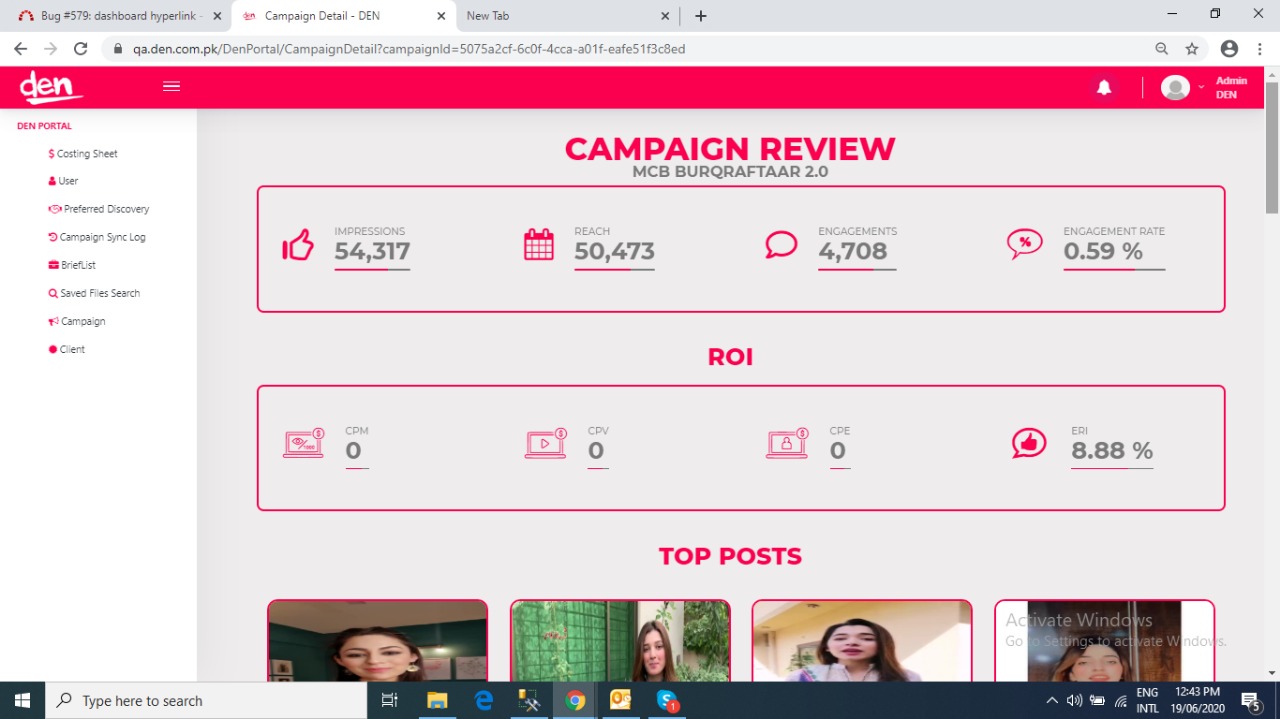 Bug #579: dashboard hyperlink -
Campaign Detail - DEN
New Tab
qa.den.com.pk/DenPortal/CampaignDetail?campaignId=5075a2cf-6c0f-4cca-a01f-eafe51f3c8ed
den
Admin
DEN
DEN PORTAL
Costing Sheet
User
Preferred Discovery
Campaign Sync Log
BriefList
Saved Files Search
Campaign
Client
CAMPAIGN REVIEW
MCB BURQRAFTAAR 2.0
IMPRESSIONS
54,317
REACH
50,473
ENGAGEMENTS
4,708
ENGAGEMENT RATE
0.59 %
ROI
CPM
0
CPV
0
CPE
0
ERI
8.88 %
TOP POSTS
Activate Windows
Go to Settings to activate Windows.
Type here to search
1
ENG
INTL
12:43 PM
19/06/2020
5